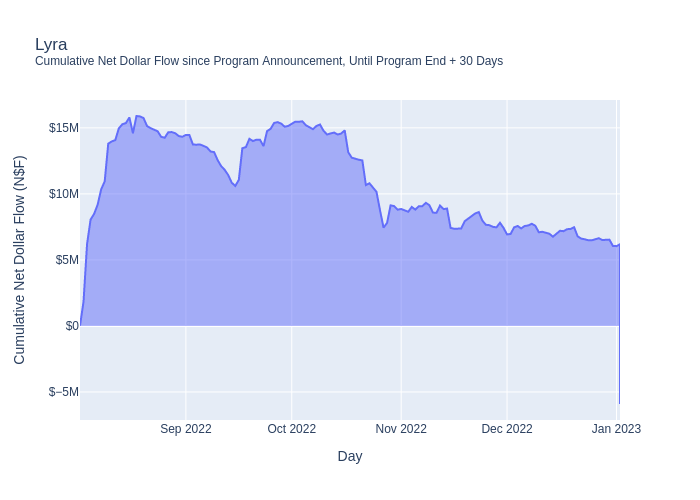 Lyra
Cumulative Net Dollar Flow since Program Announcement, Until Program End + 30 Days
Cumulative Net Dollar Flow (N$F)
$15M
$10M
$5M
$0
$−5M
Sep 2022
Oct 2022
Nov 2022
Dec 2022
Jan 2023
Day